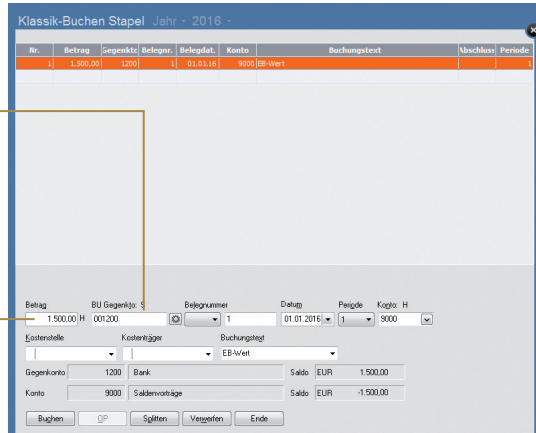 Klassik-Buchen Stapel Jahr - 2016 -
Nr. Betrag Gegenktc Belegnr. Belegdat. Konto Buchungstext Abschluss Periode
1 1.500,00 1200 1 01.01.16 9000 EB-Wert 1
Betrag BU Gegenkto: S Belegnummer Datum Periode Konto: H
1.500,00 H 001200 1 01.01.2016 1 9000
Kostenstelle Kostenträger Buchungstext
EB-Wert
Gegenkonto 1200 Bank Saldo EUR 1.500,00
Konto 9000 Saldenvorträge Saldo EUR -1.500,00
Buchen OP Splitten Verwerfen Ende